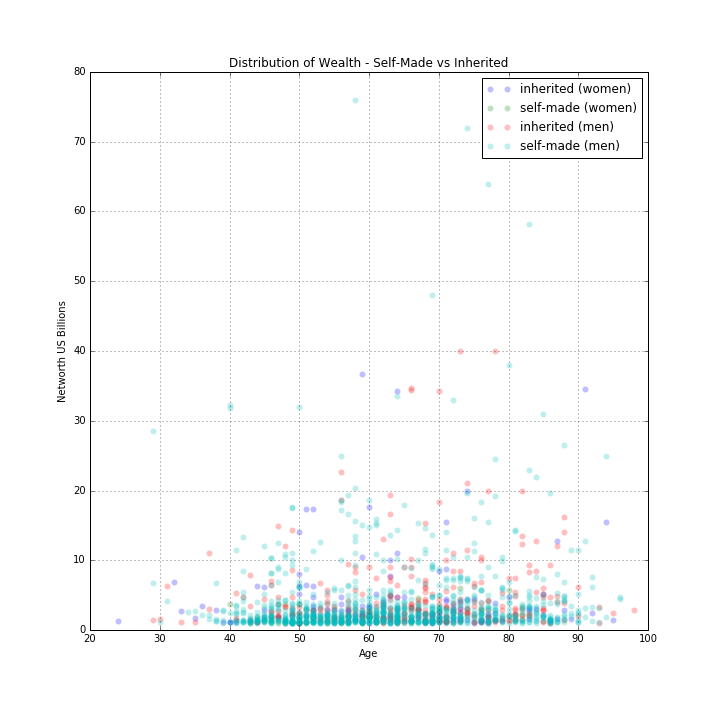 Distribution of Wealth - Self-Made vs Inherited
80
70
60
50
40
30
20
10
0
Networth US Billions
inherited (women)
self-made (women)
inherited (men)
self-made (men)
20 30 40 50 60 70 80 90 100
Age